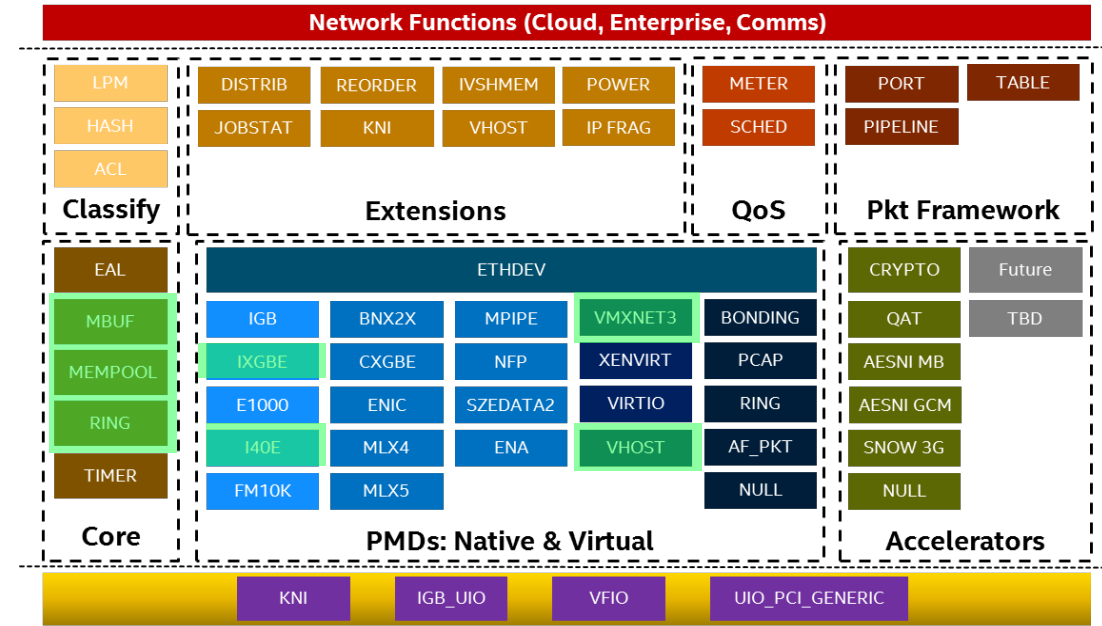 Network Functions (Cloud, Enterprise, Comms)
LPM
HASH
ACL
Classify
DISTRIB REORDER IVSHMEM POWER
JOBSTAT KNI VHOST IP FRAG
Extensions
METER
SCHED
QoS
PORT TABLE
PIPELINE
Pkt Framework
EAL
MBUF
MEMPOOL
RING
TIMER
Core
ETHDEV
IGB BNX2X MPIPE VMXNET3 BONDING
IXGBE CXGBE NFP XENVIRT PCAP
E1000 ENIC SZEDATA2 VIRTIO RING
I40E MLX4 ENA VHOST AF_PKT
FM10K MLX5 NULL
PMDs: Native & Virtual
CRYPTO Future
QAT TBD
AESNI MB
AESNI GCM
SNOW 3G
NULL
Accelerators
KNI IGB_UIO VFIO UIO_PCI_GENERIC